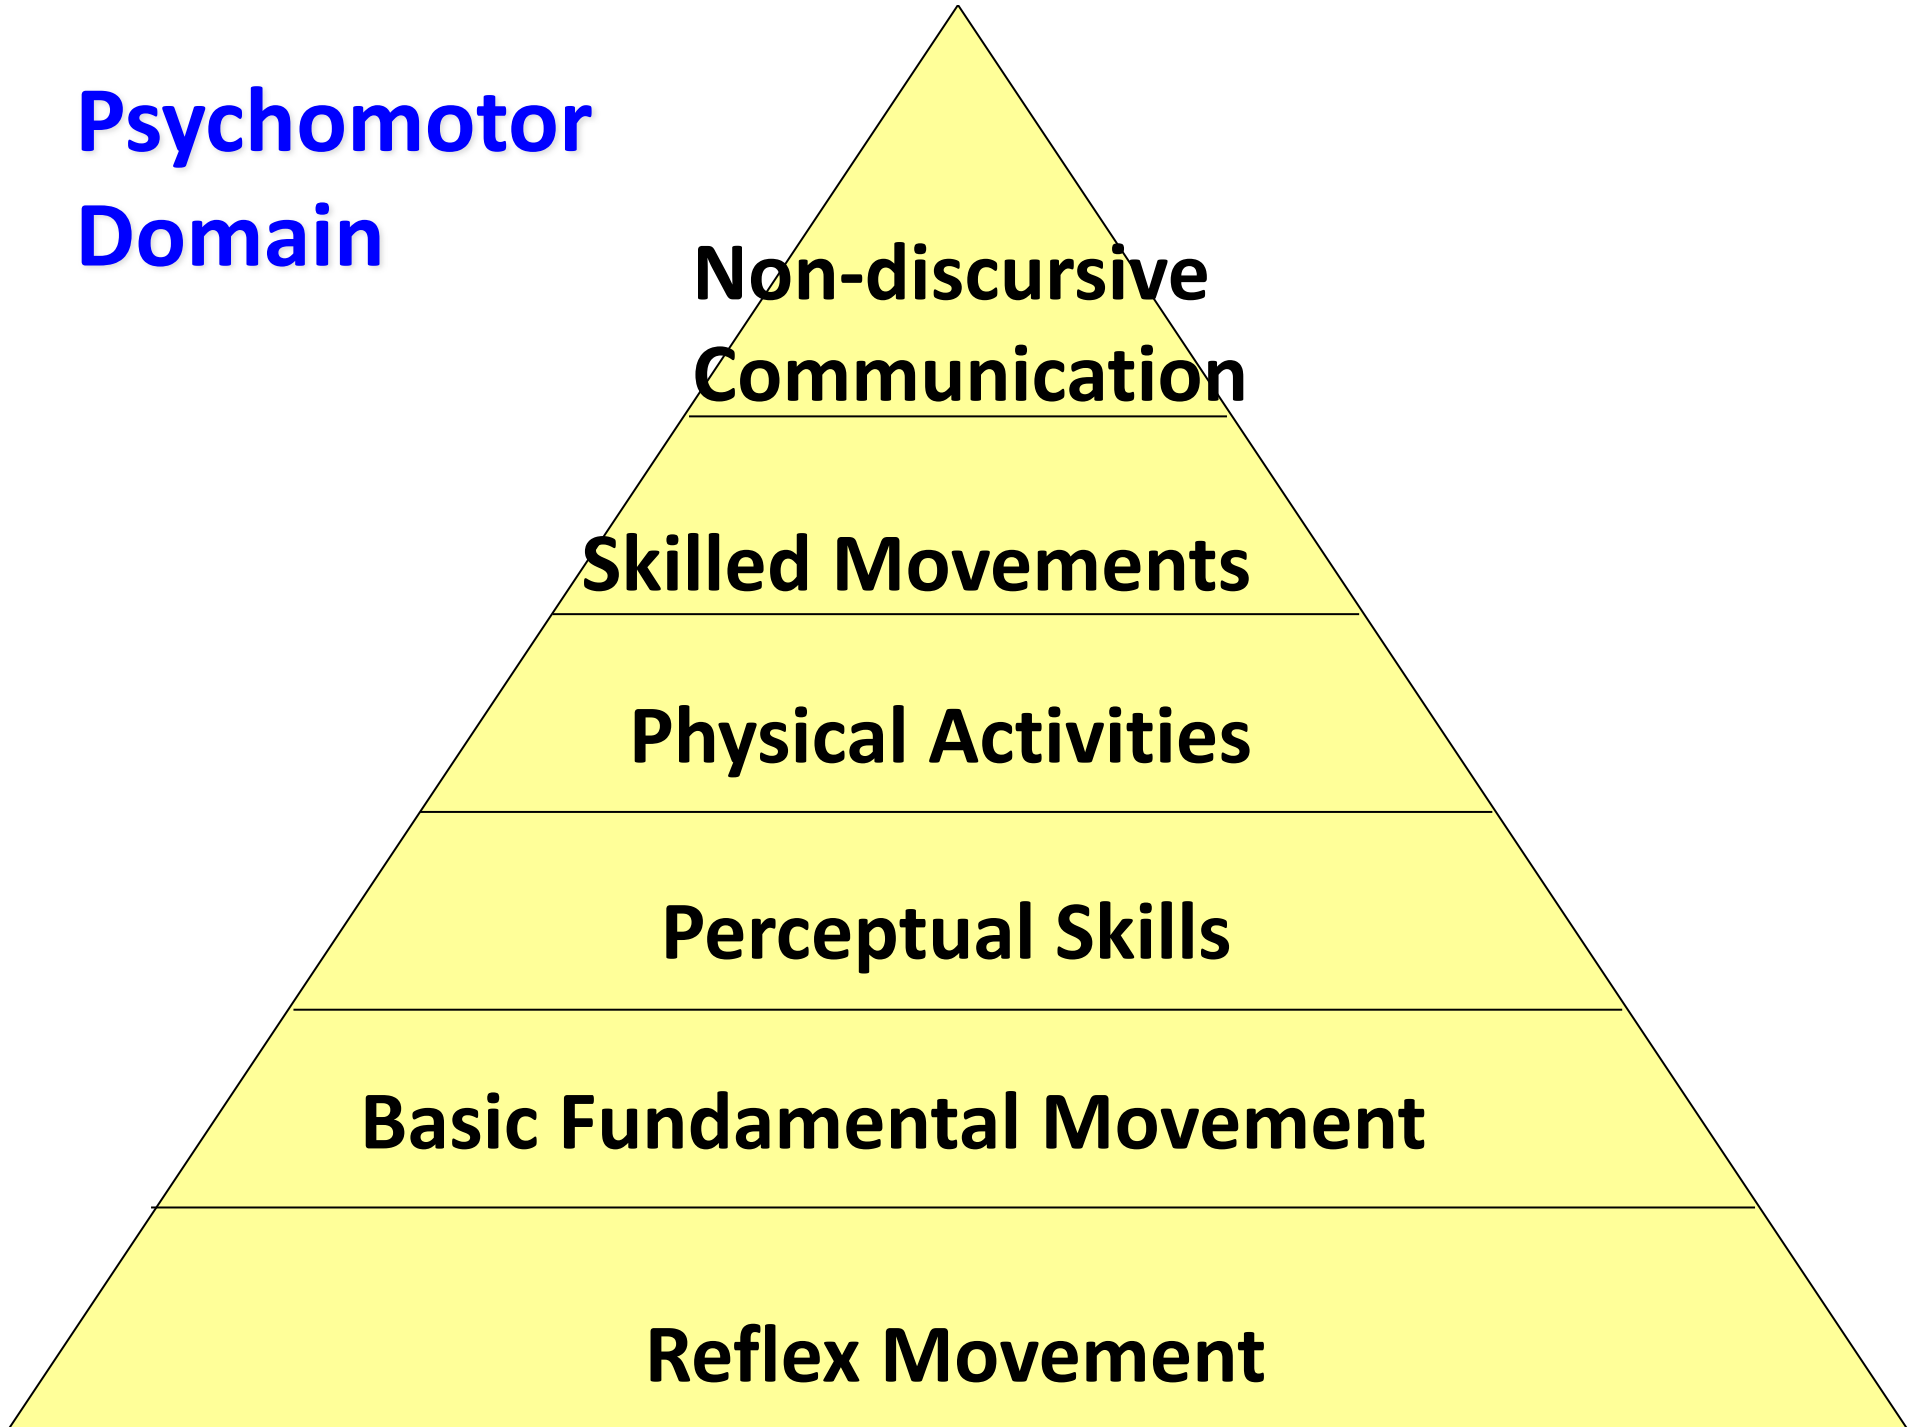 Psychomotor
Domain
Non-discursive
Communication
Skilled Movements
Physical Activities
Perceptual Skills
Basic Fundamental Movement
Reflex Movement